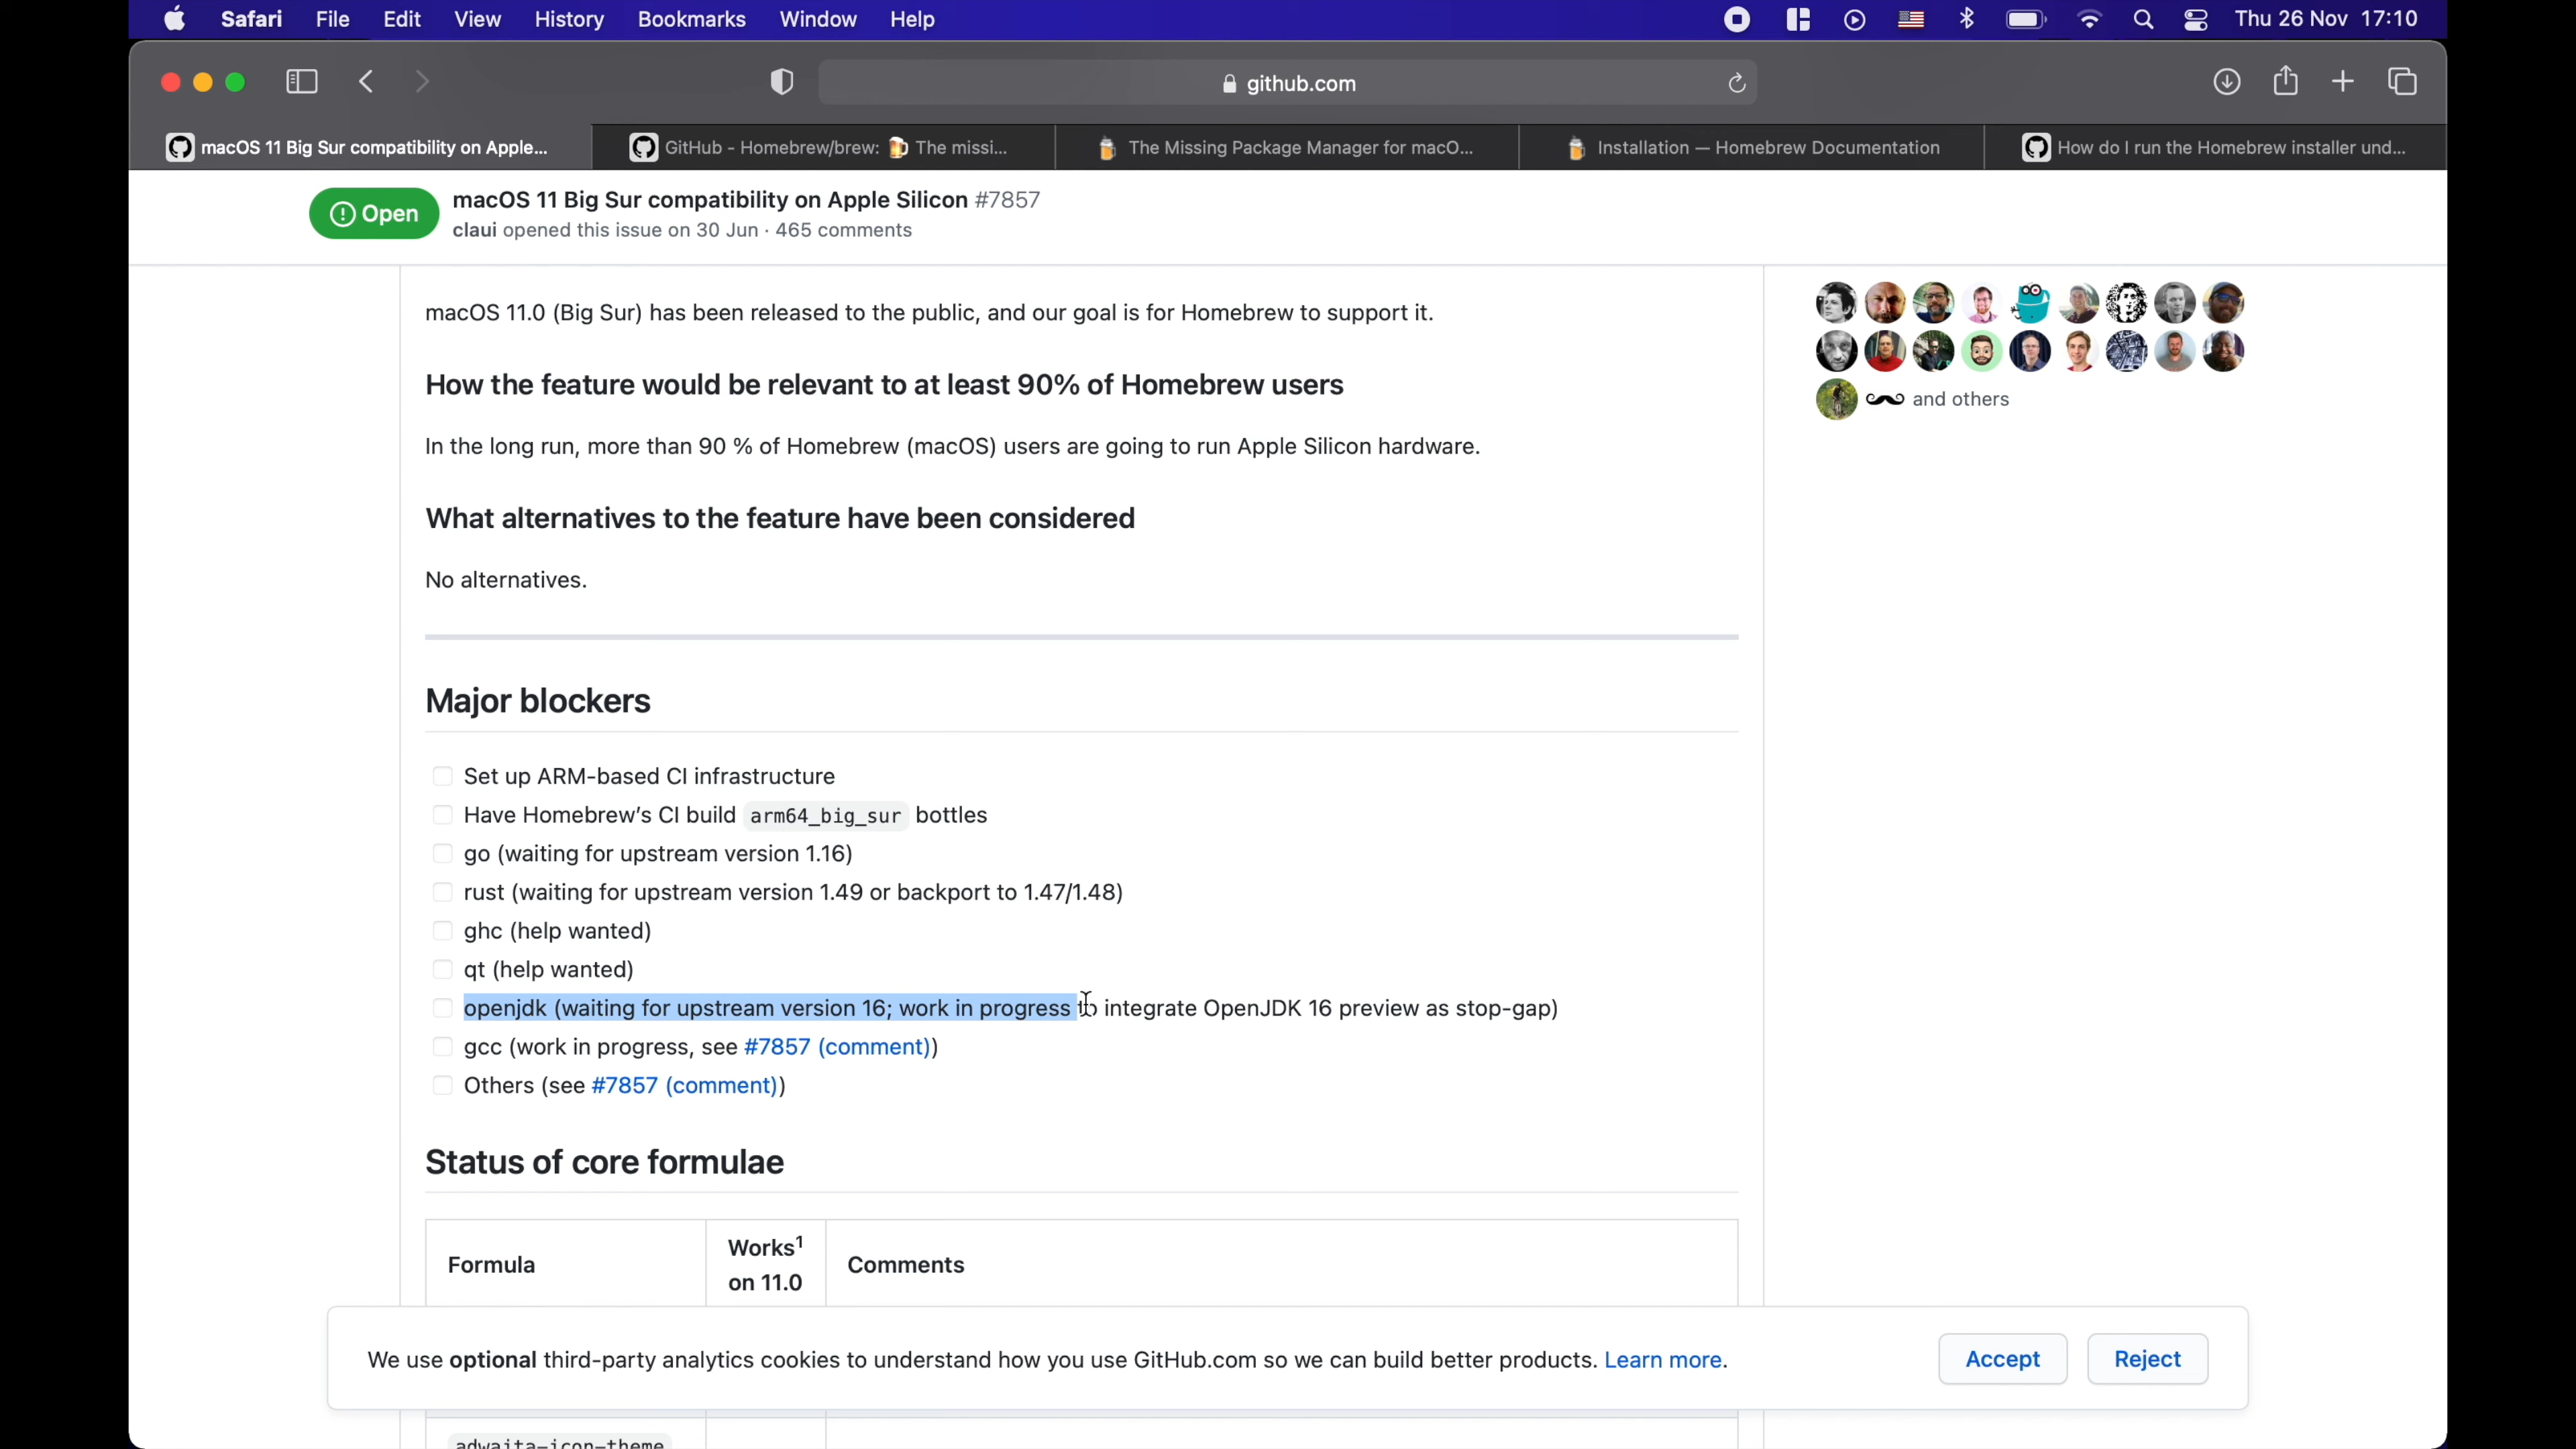 Safari File Edit View History Bookmarks Window Help Thu 26 Nov 17:10
github.com
macOS 11 Big Sur compatibility on Apple...
GitHub - Homebrew/brew: 🍺 The missi...
The Missing Package Manager for macO...
Installation — Homebrew Documentation
How do I run the Homebrew installer und...
Open
macOS 11 Big Sur compatibility on Apple Silicon #7857
claui opened this issue on 30 Jun · 465 comments
macOS 11.0 (Big Sur) has been released to the public, and our goal is for Homebrew to support it.
and others
How the feature would be relevant to at least 90% of Homebrew users
In the long run, more than 90 % of Homebrew (macOS) users are going to run Apple Silicon hardware.
What alternatives to the feature have been considered
No alternatives.
Major blockers
Set up ARM-based CI infrastructure
Have Homebrew’s CI build arm64_big_sur bottles
go (waiting for upstream version 1.16)
rust (waiting for upstream version 1.49 or backport to 1.47/1.48)
ghc (help wanted)
qt (help wanted)
openjdk (waiting for upstream version 16; work in progress to integrate OpenJDK 16 preview as stop-gap)
gcc (work in progress, see #7857 (comment))
Others (see #7857 (comment))
Status of core formulae
Formula
Works¹
on 11.0
Comments
We use optional third-party analytics cookies to understand how you use GitHub.com so we can build better products. Learn more.
Accept
Reject
adwaita-icon-theme